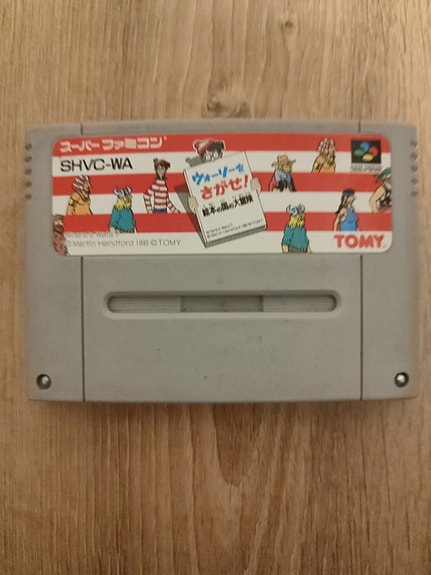 スーパーファミコン
SHVC-WA
ウォーリーを
さがせ!
絵本の国の大冒険
© Martin Handford 1993 © TOMY
TOMY